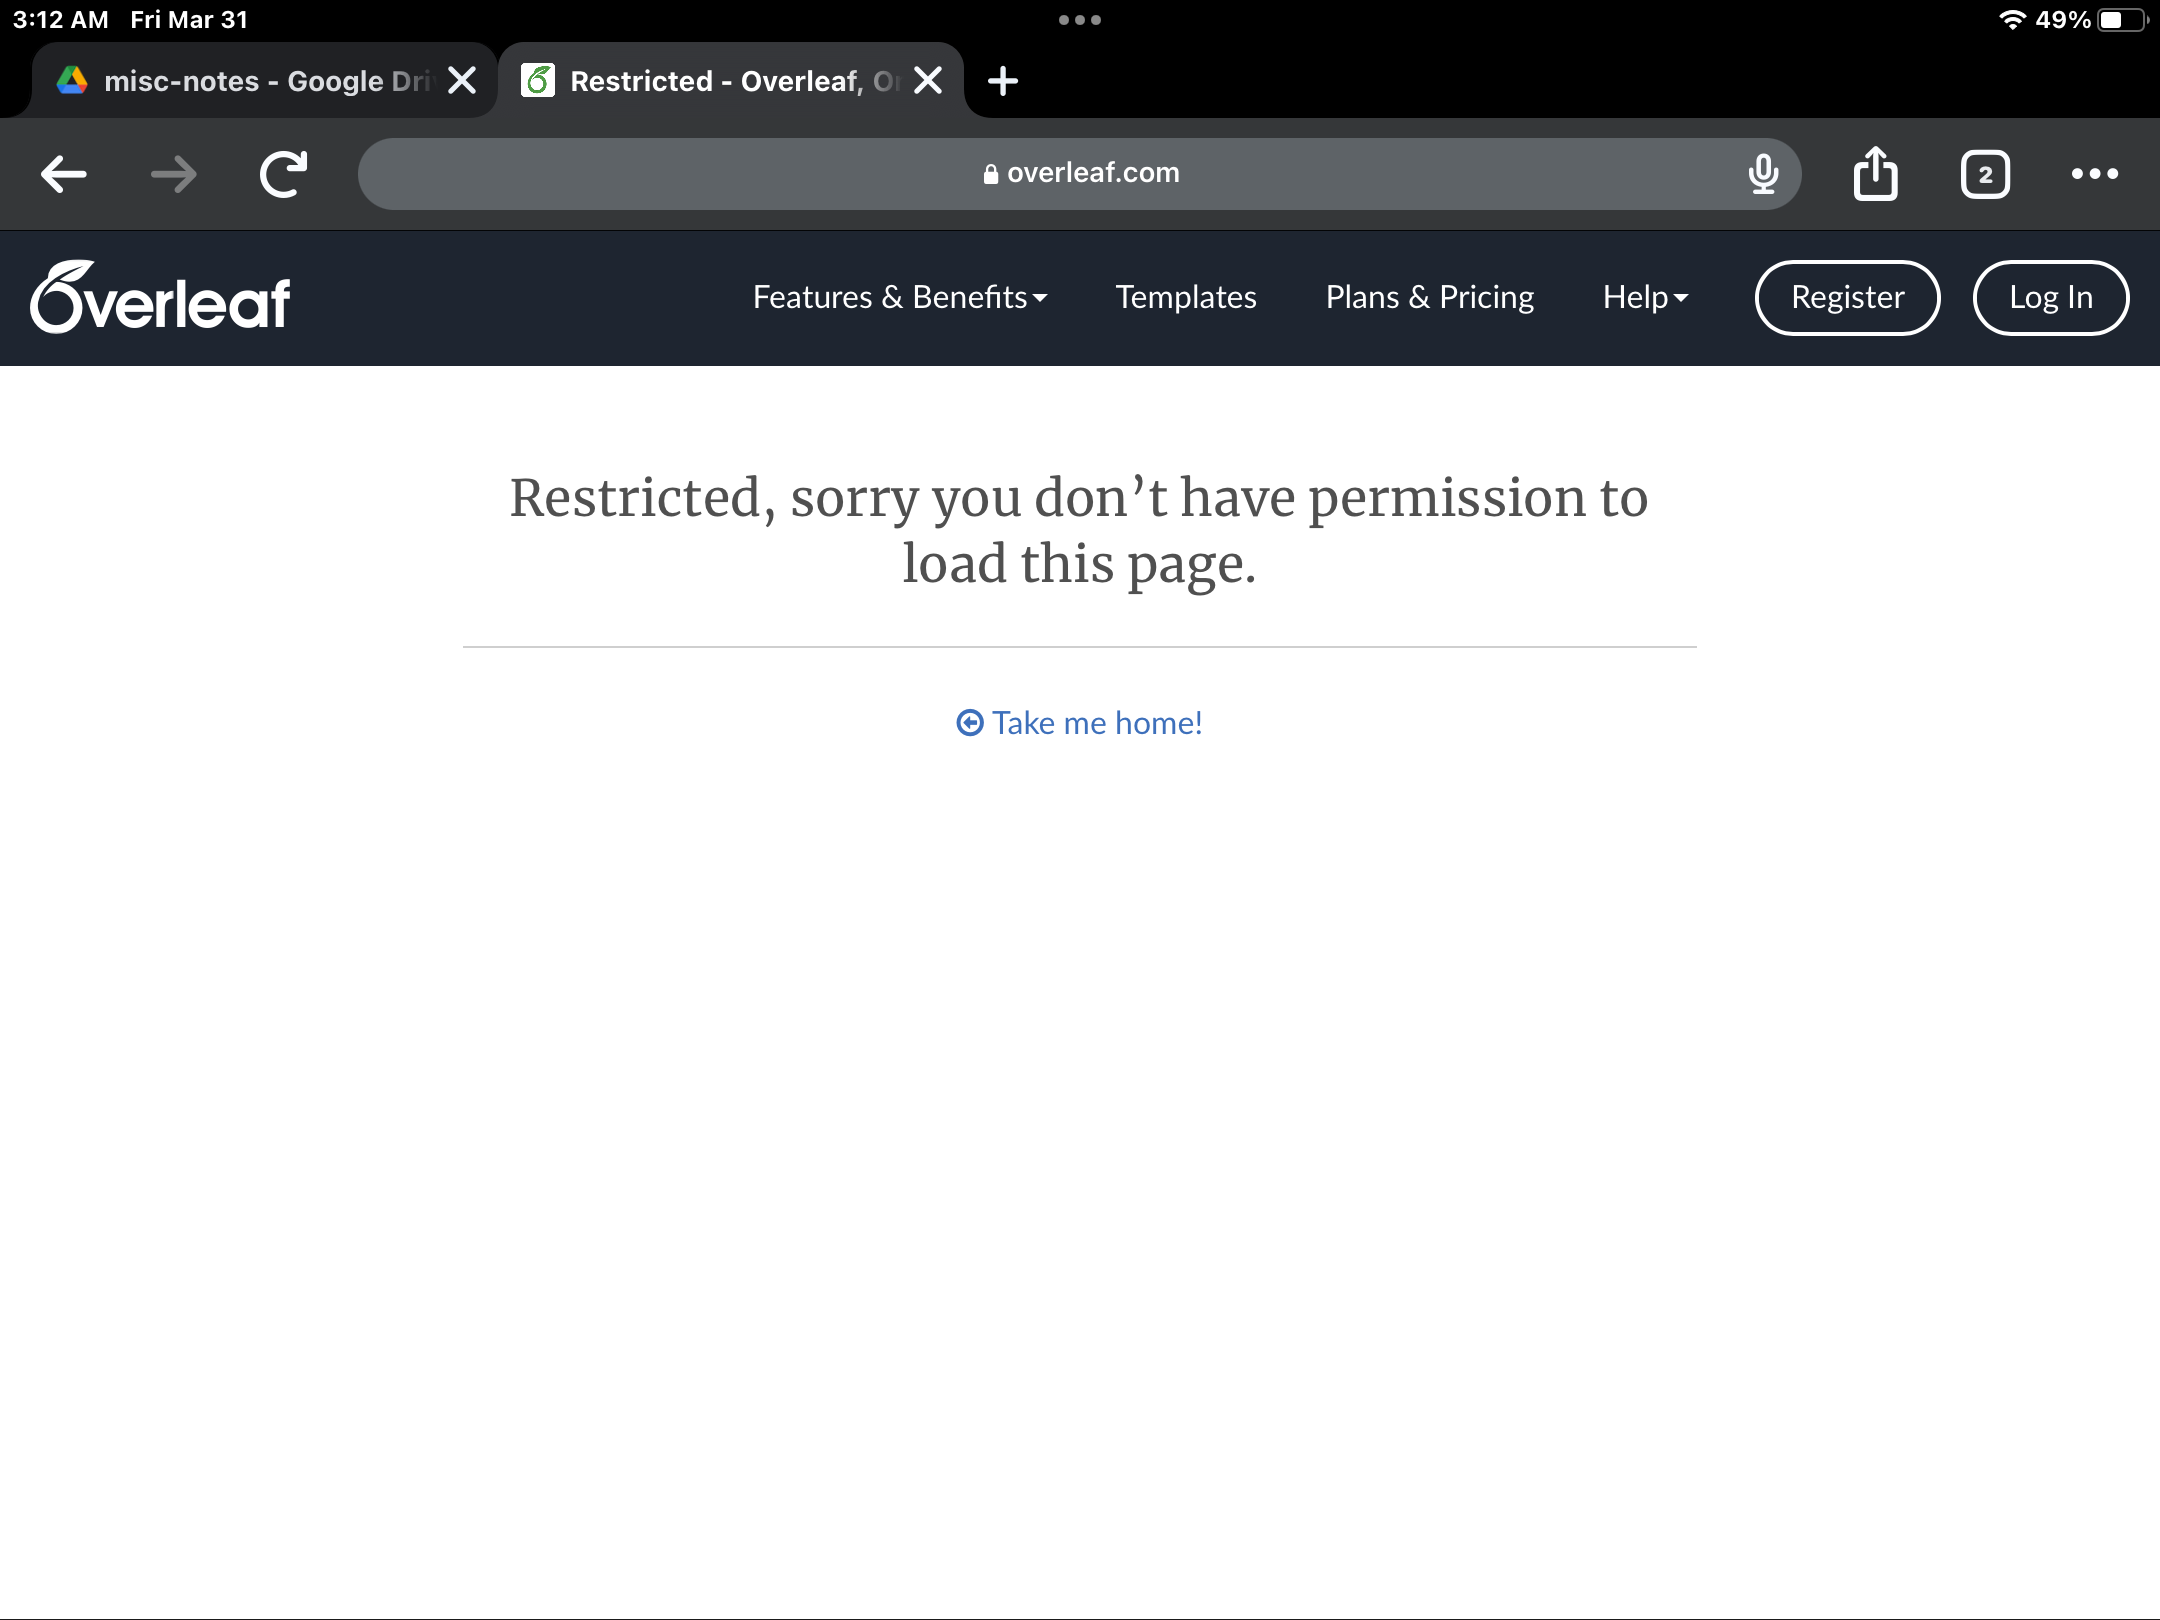 3:12 AM Fri Mar 31
49%
misc-notes - Google Dri
Restricted - Overleaf, On
overleaf.com
2
Overleaf
Features & Benefits
Templates
Plans & Pricing
Help
Register
Log In
Restricted, sorry you don’t have permission to
load this page.
Take me home!